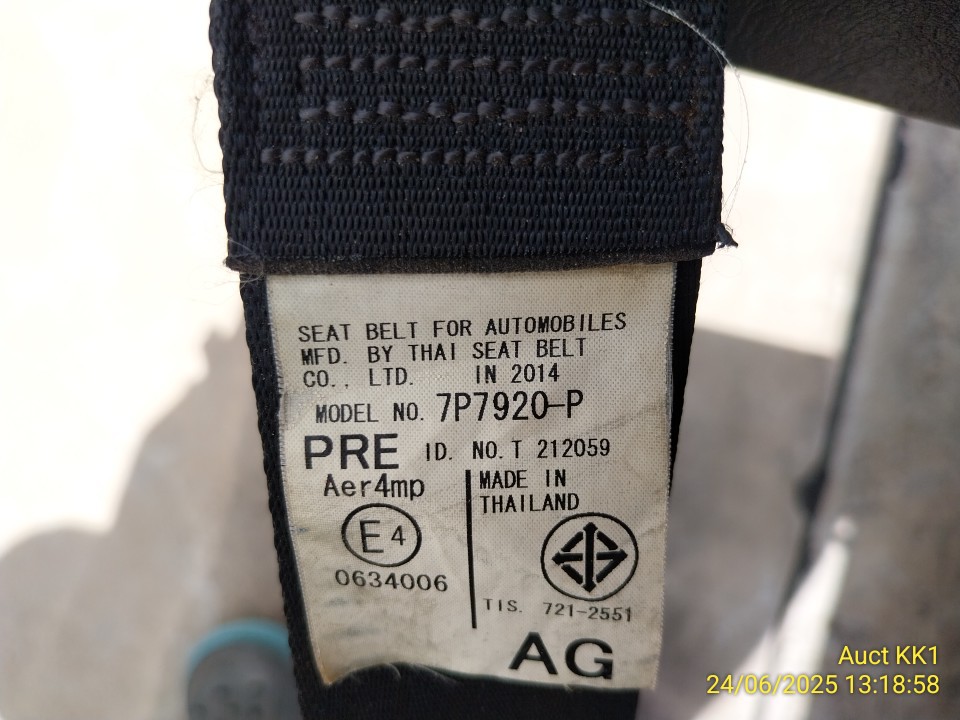 SEAT BELT FOR AUTOMOBILES
MFD. BY THAI SEAT BELT
CO., LTD. IN 2014
MODEL NO. 7P7920-P
PRE ID. NO. T 212059
Aer4mp
MADE IN
THAILAND
E4
0634006
TIS. 721-2551
AG
Auct KK1
24/06/2025 13:18:58